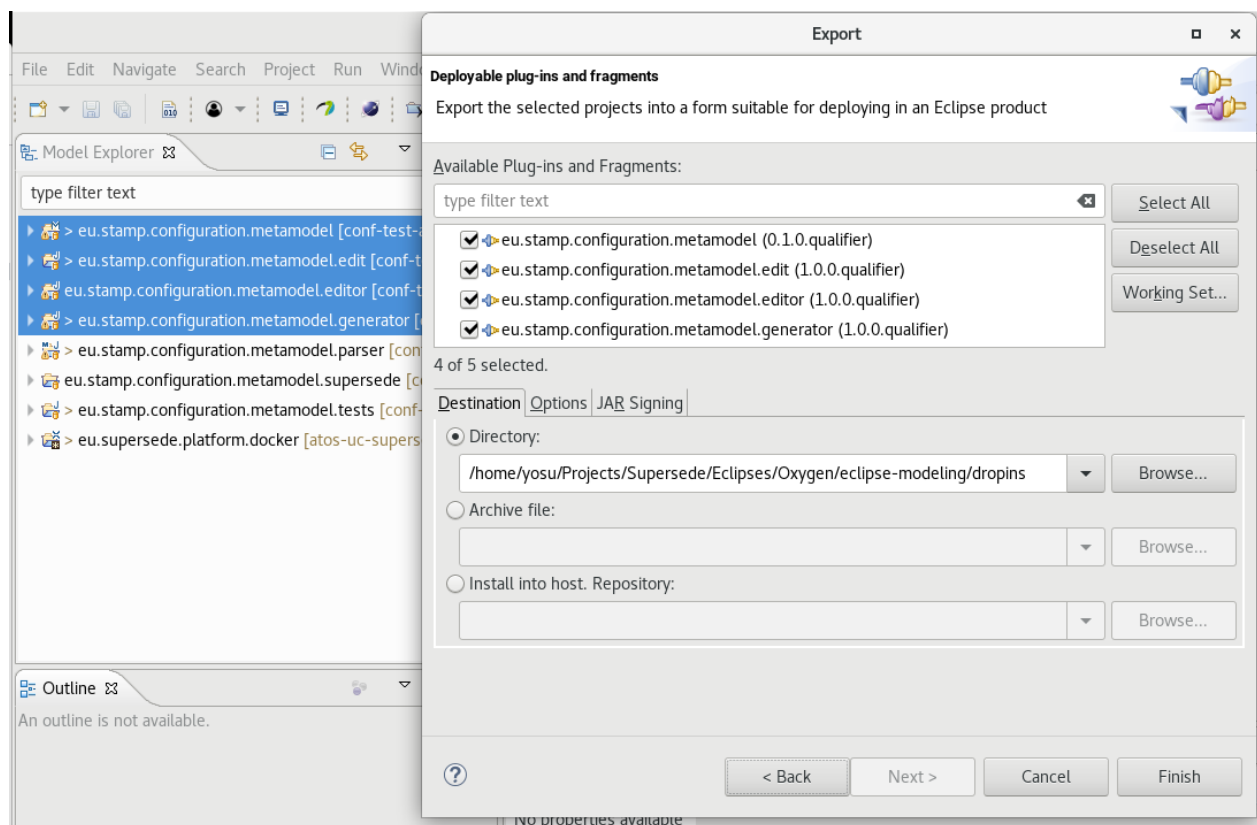 Export
File Edit Navigate Search Project Run
Deployable plug-ins and fragments
Export the selected projects into a form suitable for deploying in an Eclipse product
010
Model Explorer
type filter text
> eu.stamp.configuration.metamodel [conf-test-
> eu.stamp.configuration.metamodel.edit [conf-t
eu.stamp.configuration.metamodel.editor [conf-t
> eu.stamp.configuration.metamodel.generator [
> eu.stamp.configuration.metamodel.parser [con
eu.stamp.configuration.metamodel.supersede [c
> eu.stamp.configuration.metamodel.tests [conf-
> eu.supersede.platform.docker [atos-uc-supers
Available Plug-ins and Fragments:
type filter text
Select All
eu.stamp.configuration.metamodel (0.1.0.qualifier)
Deselect All
eu.stamp.configuration.metamodel.edit (1.0.0.qualifier)
Working Set...
eu.stamp.configuration.metamodel.editor (1.0.0.qualifier)
eu.stamp.configuration.metamodel.generator (1.0.0.qualifier)
4 of 5 selected.
Destination Options JAR Signing
Directory:
/home/yosu/Projects/Supersede/Eclipses/Oxygen/eclipse-modeling/dropins
Browse...
Archive file:
Browse...
Install into host. Repository:
Browse...
Outline
An outline is not available.
? < Back Next > Cancel Finish
No properties available